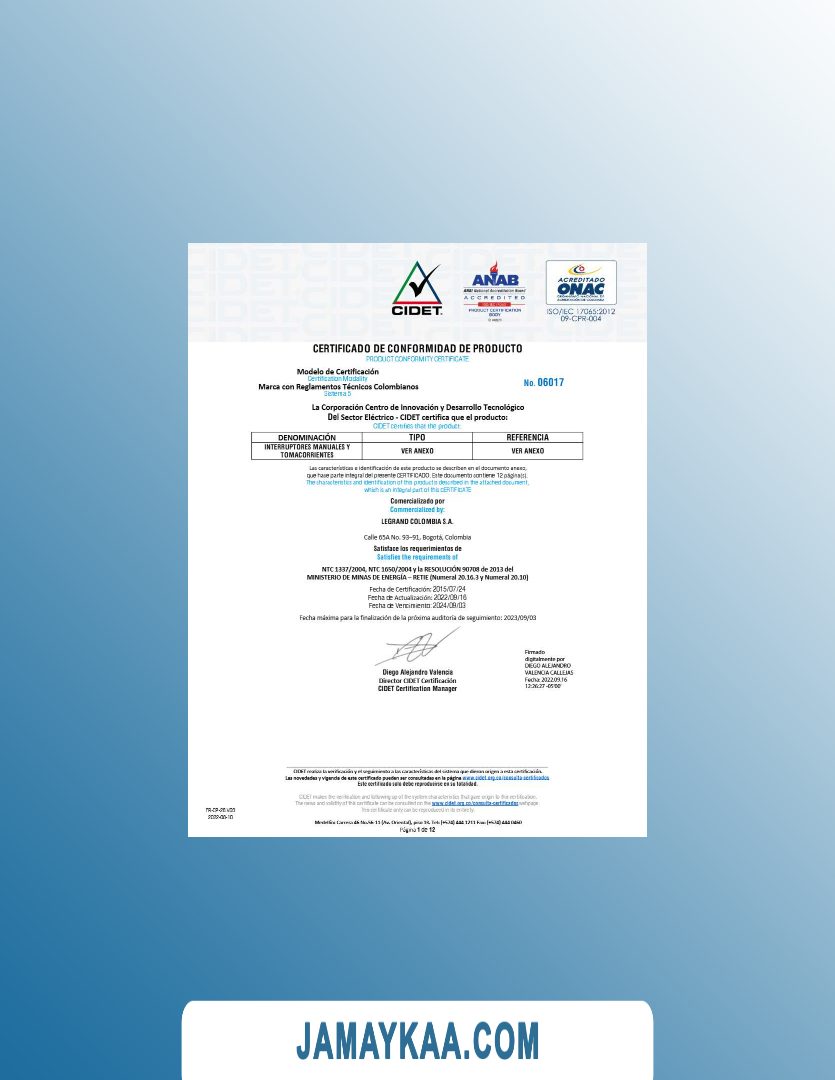 CIDET
ANAB
ANSI National Accreditation Board
ACCREDITED
ISO/IEC 17065
PRODUCT CERTIFICATION
BODY
ACREDITADO
ONAC
ORGANISMO NACIONAL DE
ACREDITACIÓN DE COLOMBIA
ISO/IEC 17065:2012
09-CPR-004
CERTIFICADO DE CONFORMIDAD DE PRODUCTO
PRODUCT CONFORMITY CERTIFICATE
Modelo de Certificación
Certification Modality
Marca con Reglamentos Técnicos Colombianos
Sistema 5
No. 06017
La Corporación Centro de Innovación y Desarrollo Tecnológico
Del Sector Eléctrico - CIDET certifica que el producto:
CIDET certifies that the product:
DENOMINACIÓN TIPO REFERENCIA
INTERRUPTORES MANUALES Y
TOMACORRIENTES VER ANEXO VER ANEXO
Las características e identificación de este producto se describen en el documento anexo,
que hace parte integral del presente CERTIFICADO. Este documento contiene 12 página(s).
The characteristics and identification of this product is described in the attached document,
which is an integral part of this CERTIFICATE
Comercializado por
Commercialized by:
LEGRAND COLOMBIA S.A.
Calle 65A No. 93–91, Bogotá, Colombia
Satisface los requerimientos de
Satisfies the requirements of
NTC 1337/2004, NTC 1650/2004 y la RESOLUCIÓN 90708 de 2013 del
MINISTERIO DE MINAS DE ENERGÍA – RETIE (Numeral 20.16.3 y Numeral 20.10)
Fecha de Certificación: 2015/07/24
Fecha de Actualización: 2022/09/16
Fecha de Vencimiento: 2024/09/03
Fecha máxima para la finalización de la próxima auditoría de seguimiento: 2023/09/03
Diego Alejandro Valencia
Director CIDET Certificación
CIDET Certification Manager
Firmado
digitalmente por
DIEGO ALEJANDRO
VALENCIA CALLEJAS
Fecha: 2022.09.16
12:26:27 -05'00'
CIDET realiza la verificación y el seguimiento a las características del sistema que dieron origen a esta certificación.
Las novedades y vigencia de este certificado pueden ser consultadas en la página www.cidet.org.co/consulta-certificados
Este certificado solo debe reproducirse en su totalidad.
CIDET makes the verification and following up of the system characteristics that gave origin to this certification.
The news and validity of this certificate can be consulted on the www.cidet.org.co/consulta-certificados webpage
This certificate only can be reproduced in its entirety.
2022-08-10
Medellín: Carrera 46 No.56-11 (Av. Oriental), piso 13. Tel: (+574) 444 1211 Fax: (+574) 444 0460
Página 1 de 12
JAMAYKAA.COM